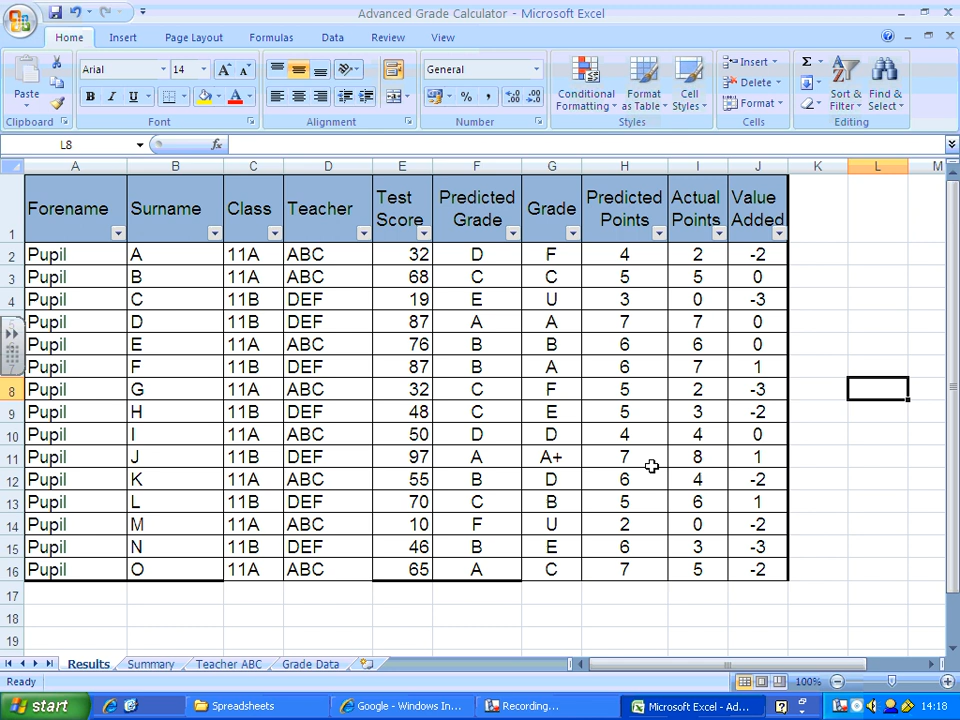 Advanced Grade Calculator - Microsoft Excel
Home Insert Page Layout Formulas Data Review View
Paste
Arial 14 A A
B I U A
General
% , .0 .00 .00 .0
Conditional Formatting Format as Table Cell Styles
Insert
Delete
Format
Σ
Sort & Filter Find & Select
Clipboard Font Alignment Number Styles Cells Editing
L8 fx
A B C D E F G H I J K L M
1 Forename Surname Class Teacher Test Score Predicted Grade Grade Predicted Points Actual Points Value Added
2 Pupil A 11A ABC 32 D F 4 2 -2
3 Pupil B 11A ABC 68 C C 5 5 0
4 Pupil C 11B DEF 19 E U 3 0 -3
Pupil D 11B DEF 87 A A 7 7 0
Pupil E 11A ABC 76 B B 6 6 0
Pupil F 11B DEF 87 B A 6 7 1
8 Pupil G 11A ABC 32 C F 5 2 -3
9 Pupil H 11B DEF 48 C E 5 3 -2
10 Pupil I 11A ABC 50 D D 4 4 0
11 Pupil J 11B DEF 97 A A+ 7 8 1
12 Pupil K 11A ABC 55 B D 6 4 -2
13 Pupil L 11B DEF 70 C B 5 6 1
14 Pupil M 11A ABC 10 F U 2 0 -2
15 Pupil N 11B DEF 46 B E 6 3 -3
16 Pupil O 11A ABC 65 A C 7 5 -2
17
18
19
Results Summary Teacher ABC Grade Data
Ready 100%
start Spreadsheets Google - Windows In... Recording... Microsoft Excel - Ad... 14:18